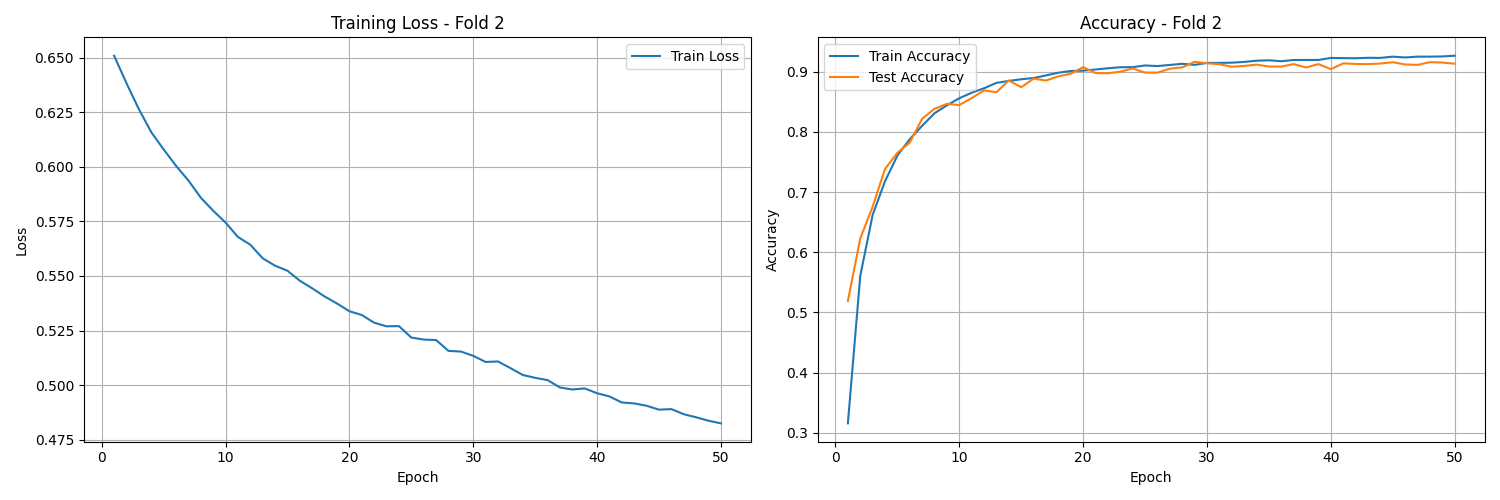 Training Loss - Fold 2
Train Loss
0.650
0.625
0.600
0.575
0.550
0.525
0.500
0.475
Loss
0 10 20 30 40 50
Epoch
Accuracy - Fold 2
Train Accuracy
Test Accuracy
0.9
0.8
0.7
0.6
0.5
0.4
0.3
Accuracy
0 10 20 30 40 50
Epoch